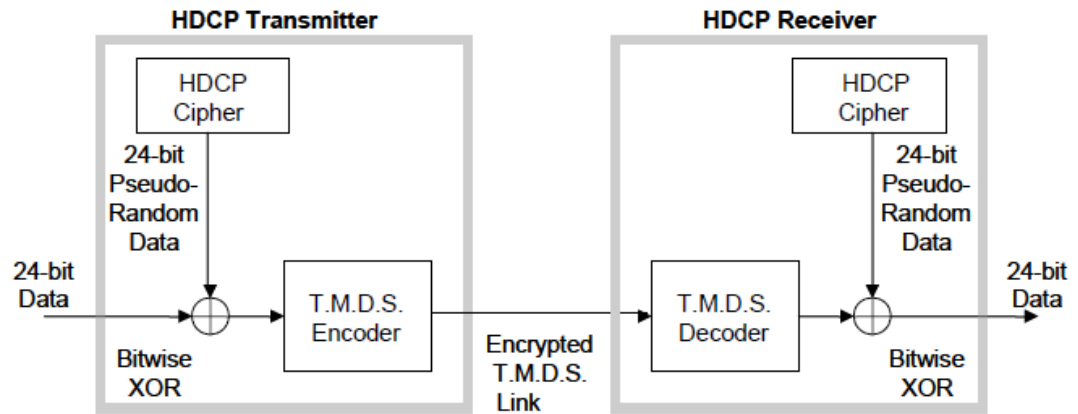 HDCP Transmitter
HDCP
Cipher
24-bit
Pseudo-
Random
Data
24-bit
Data
Bitwise
XOR
T.M.D.S.
Encoder
Encrypted
T.M.D.S.
Link
HDCP Receiver
HDCP
Cipher
24-bit
Pseudo-
Random
Data
T.M.D.S.
Decoder
24-bit
Data
Bitwise
XOR